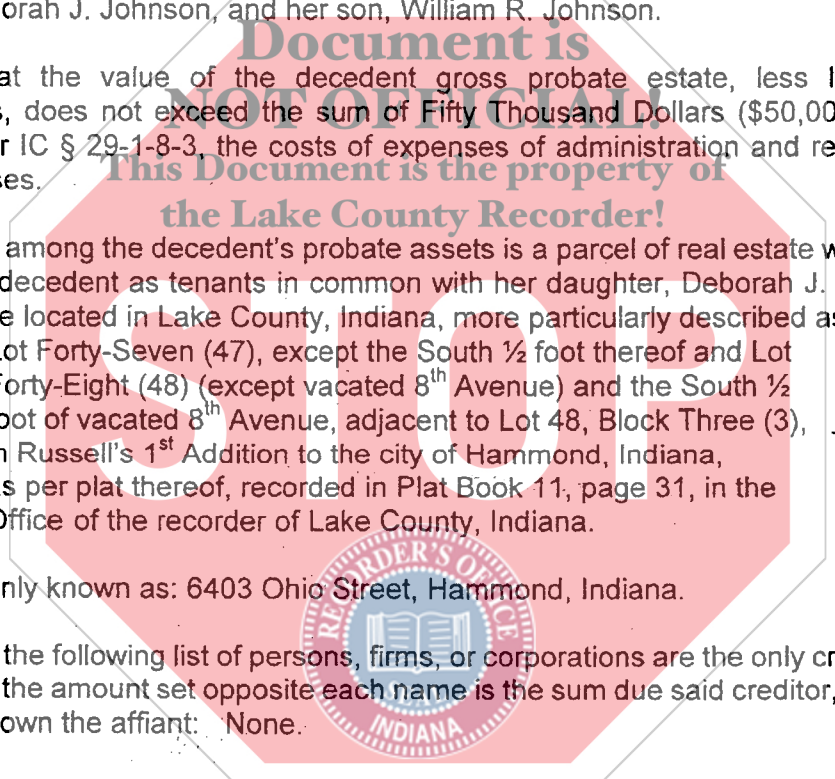 orah J. Johnson, and her son, William R. Johnson.
Document is
at the value of the decedent gross probate estate, less l
s, does not exceed the sum of Fifty Thousand Dollars ($50,00
NOT OFFICIAL!
r IC § 29-1-8-3, the costs of expenses of administration and re
This Document is the property of
ses.
the Lake County Recorder!
among the decedent's probate assets is a parcel of real estate w
decedent as tenants in common with her daughter, Deborah J.
e located in Lake County, Indiana, more particularly described as
ot Forty-Seven (47), except the South ½ foot thereof and Lot
orty-Eight (48) (except vacated 8th Avenue) and the South ½
oot of vacated 8th Avenue, adjacent to Lot 48, Block Three (3),
n Russell's 1st Addition to the city of Hammond, Indiana,
s per plat thereof, recorded in Plat Book 11, page 31, in the
Office of the recorder of Lake County, Indiana.
STOP
nly known as: 6403 Ohio Street, Hammond, Indiana.
the following list of persons, firms, or corporations are the only cr
the amount set opposite each name is the sum due said creditor,
own the affiant: None.
RECORDER'S OFFICE
SEAL
INDIANA